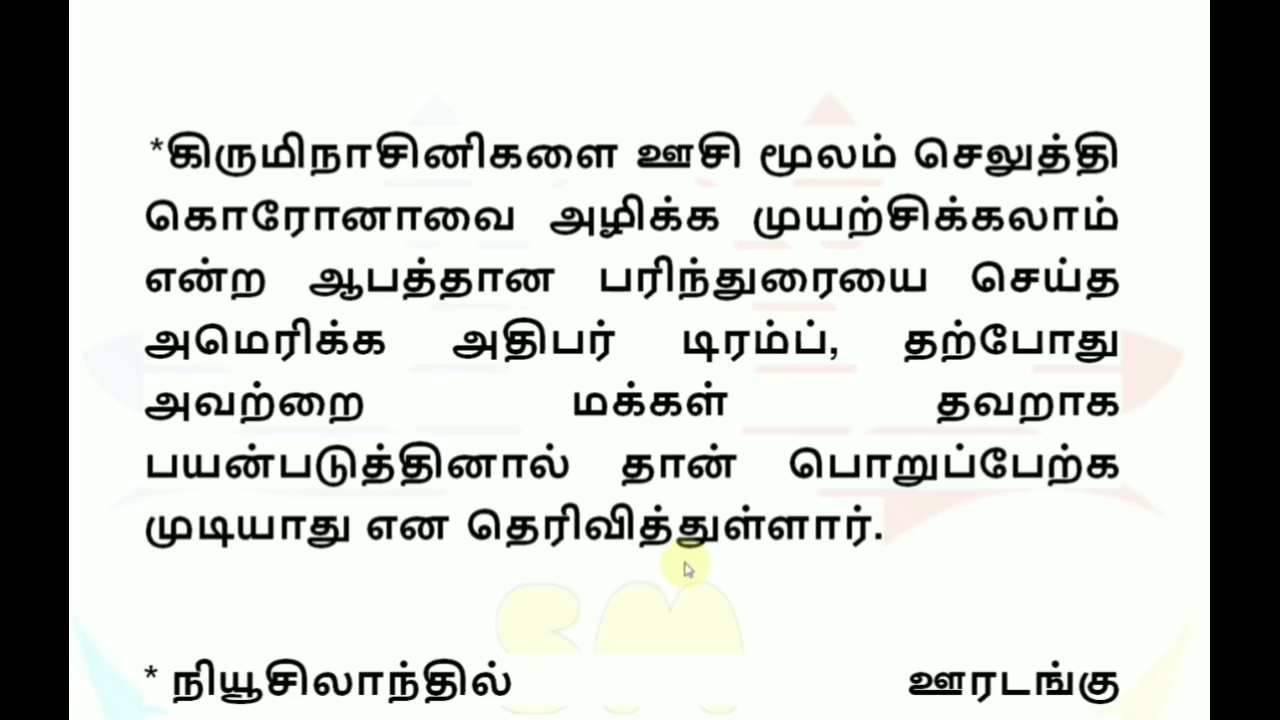 *கிருமிநாசினிகளை ஊசி மூலம் செலுத்தி
கொரோனாவை அழிக்க முயற்சிக்கலாம்
என்ற ஆபத்தான பரிந்துரையை செய்த
அமெரிக்க அதிபர் டிரம்ப், தற்போது
அவற்றை மக்கள் தவறாக
பயன்படுத்தினால் தான் பொறுப்பேற்க
முடியாது என தெரிவித்துள்ளார்.
* நியூசிலாந்தில் ஊரடங்கு